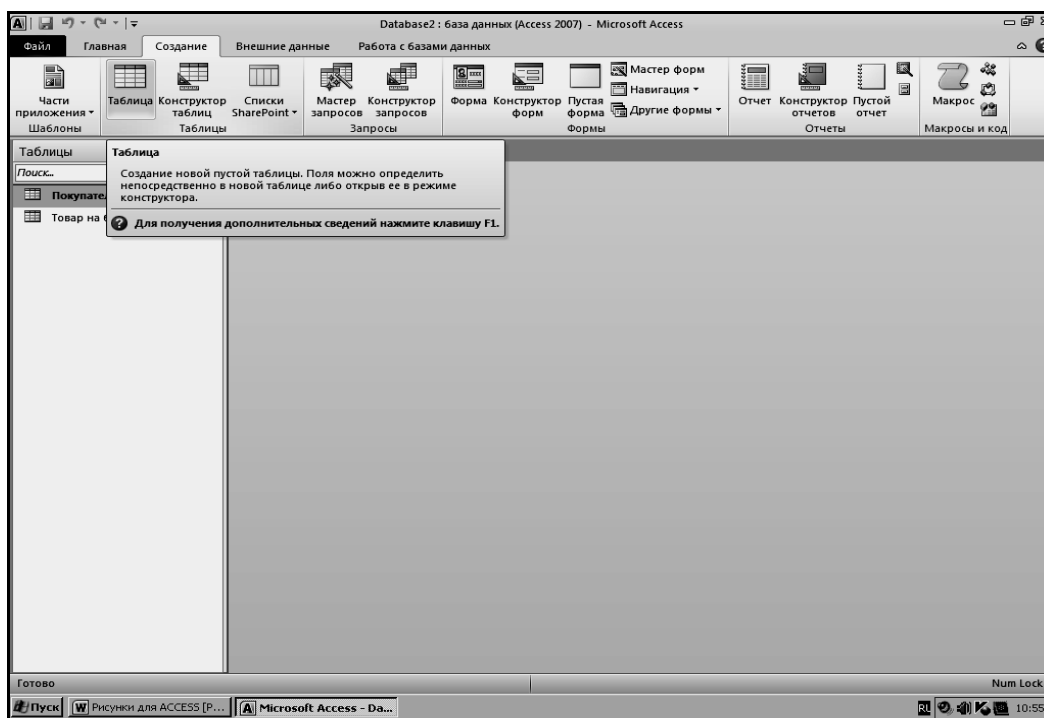 Database2 : база данных (Access 2007) - Microsoft Access
Файл Главная Создание Внешние данные Работа с базами данных
Части приложения
Таблица
Конструктор таблиц
Списки SharePoint
Мастер запросов
Конструктор запросов
Форма
Конструктор форм
Пустая форма
Мастер форм
Навигация
Другие формы
Отчет
Конструктор отчетов
Пустой отчет
Макрос
Шаблоны Таблицы Запросы Формы Отчеты Макросы и код
Таблицы
Поиск...
Товар на
Таблица
Создание новой пустой таблицы. Поля можно определить
непосредственно в новой таблице либо открыв ее в режиме
конструктора.
Для получения дополнительных сведений нажмите клавишу F1.
Готово
Num Lock
Пуск
Рисунки для ACCESS [Р...
Microsoft Access - Da...
RU
10:55